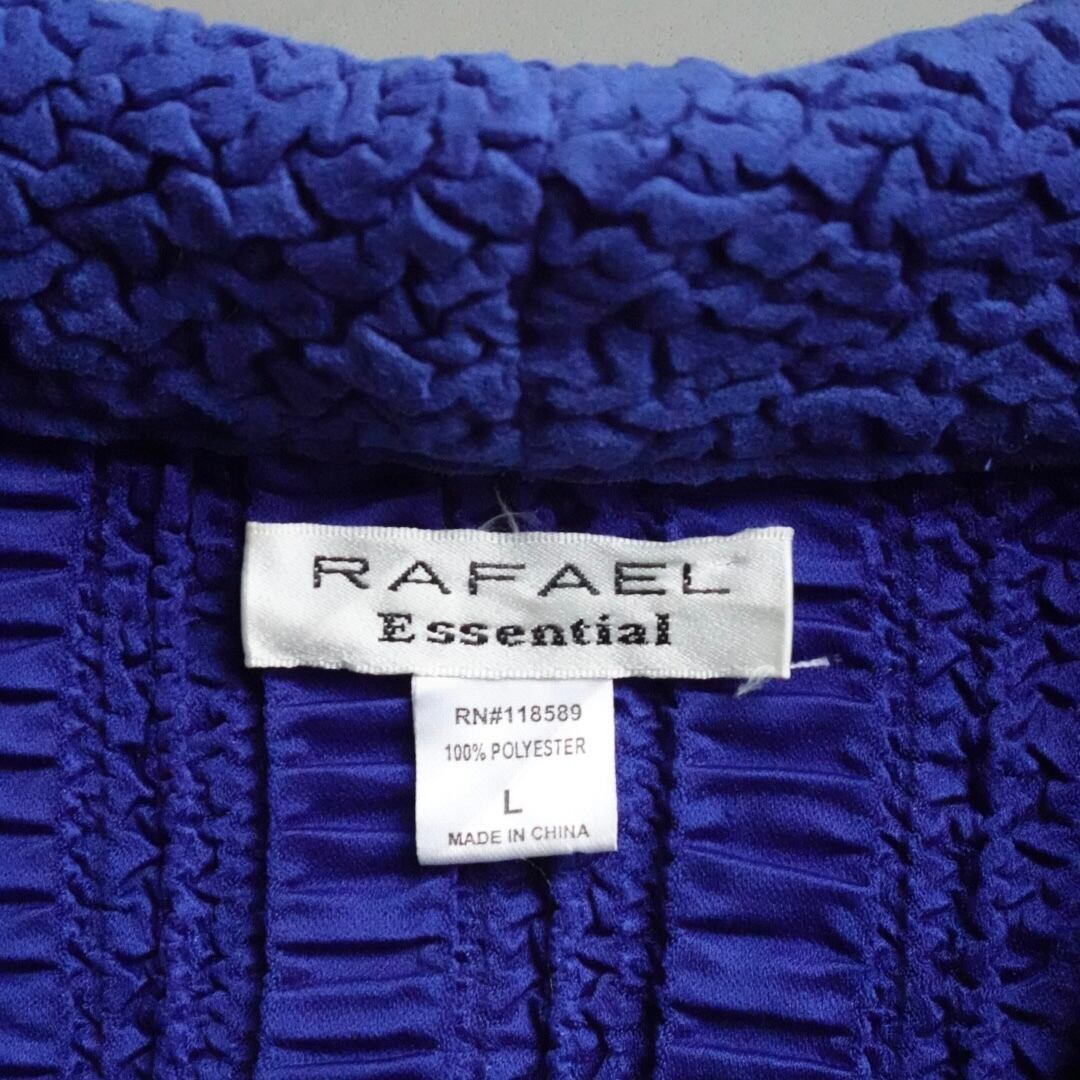 RAFAEL
Essential
RN#118589
100% POLYESTER
L
MADE IN CHINA